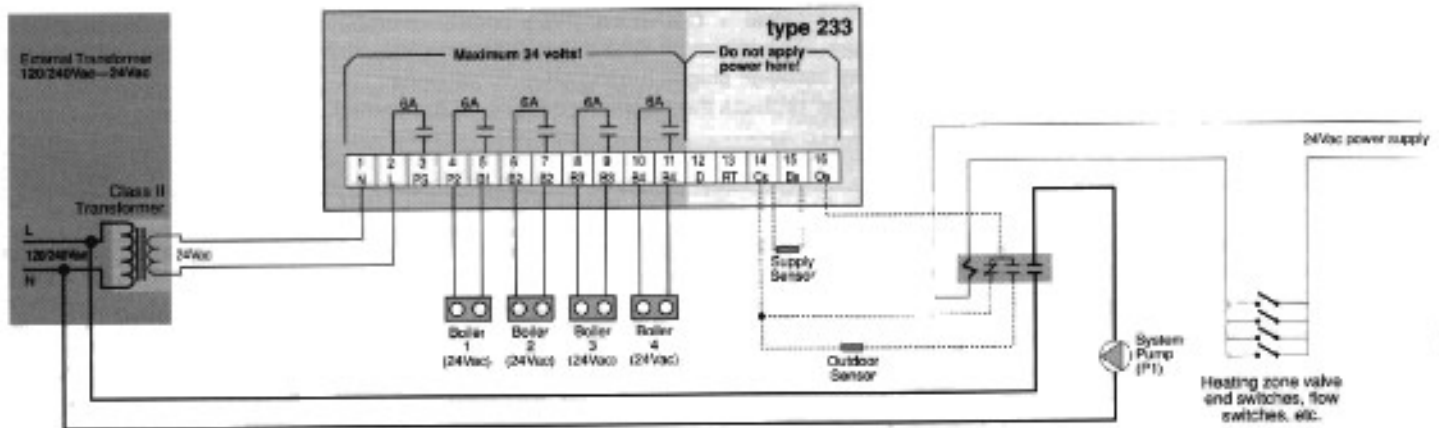 type 233
External Transformer
120/240Vac—24Vac
Maximum 24 volts!
Do not apply
power here!
6A 6A 6A 6A 6A
1 2 3 4 5 6 7 8 9 10 11 12 13 14 15 16
N L PS P2 B2 B3 B3 B4 B4 D RT Cs Bs Os
24Vac power supply
Class II
Transformer
L
120/240Vac
N
24Vac
Supply
Sensor
Boiler
1
(24Vac)
Boiler
2
(24Vac)
Boiler
3
(24Vac)
Boiler
4
(24Vac)
Outdoor
Sensor
System
Pump
(P1)
Heating zone valve
end switches, flow
switches, etc.